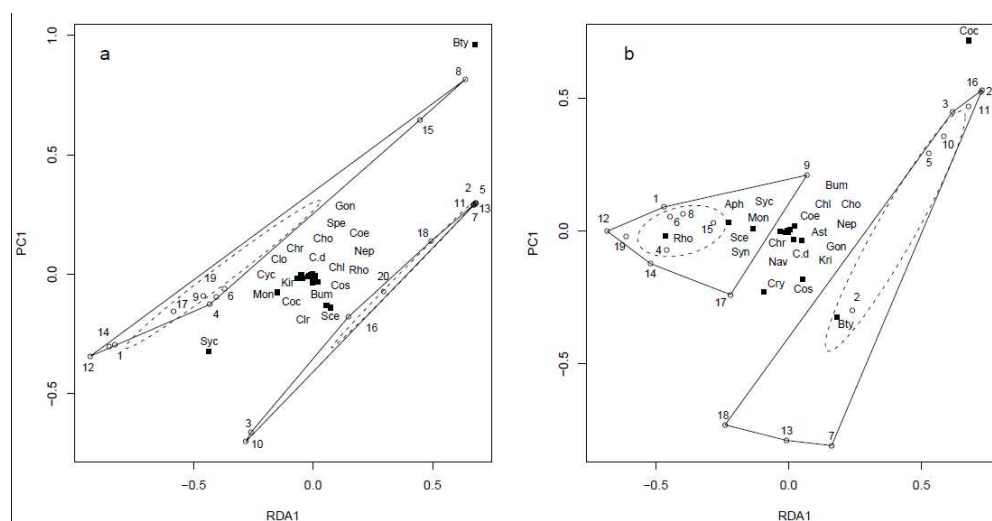 a
Bty
8
15
Gon
Spe
Cho
Coe
Chr
Nep
Clo
C.d
Chl
Rho
Cyc
Kir
Cos
Mon
Coc
Bum
Clr
Sce
Syc
19
17
9
6
4
14
1
12
2
5
11
13
7
18
20
16
3
10
1.0
0.5
0.0
−0.5
PC1
−0.5
0.0
0.5
RDA1
b
Coc
16
3
11
10
5
9
1
12
6
8
15
19
4
14
17
Aph
Syc
Bum
Mon
Chl
Cho
Coe
Nep
Rho
Sce
Ast
Syn
Chr
Gon
C.d
Kri
Nav
Cry
Cos
2
Bty
18
13
7
0.5
0.0
−0.5
PC1
−0.5
0.0
0.5
RDA1